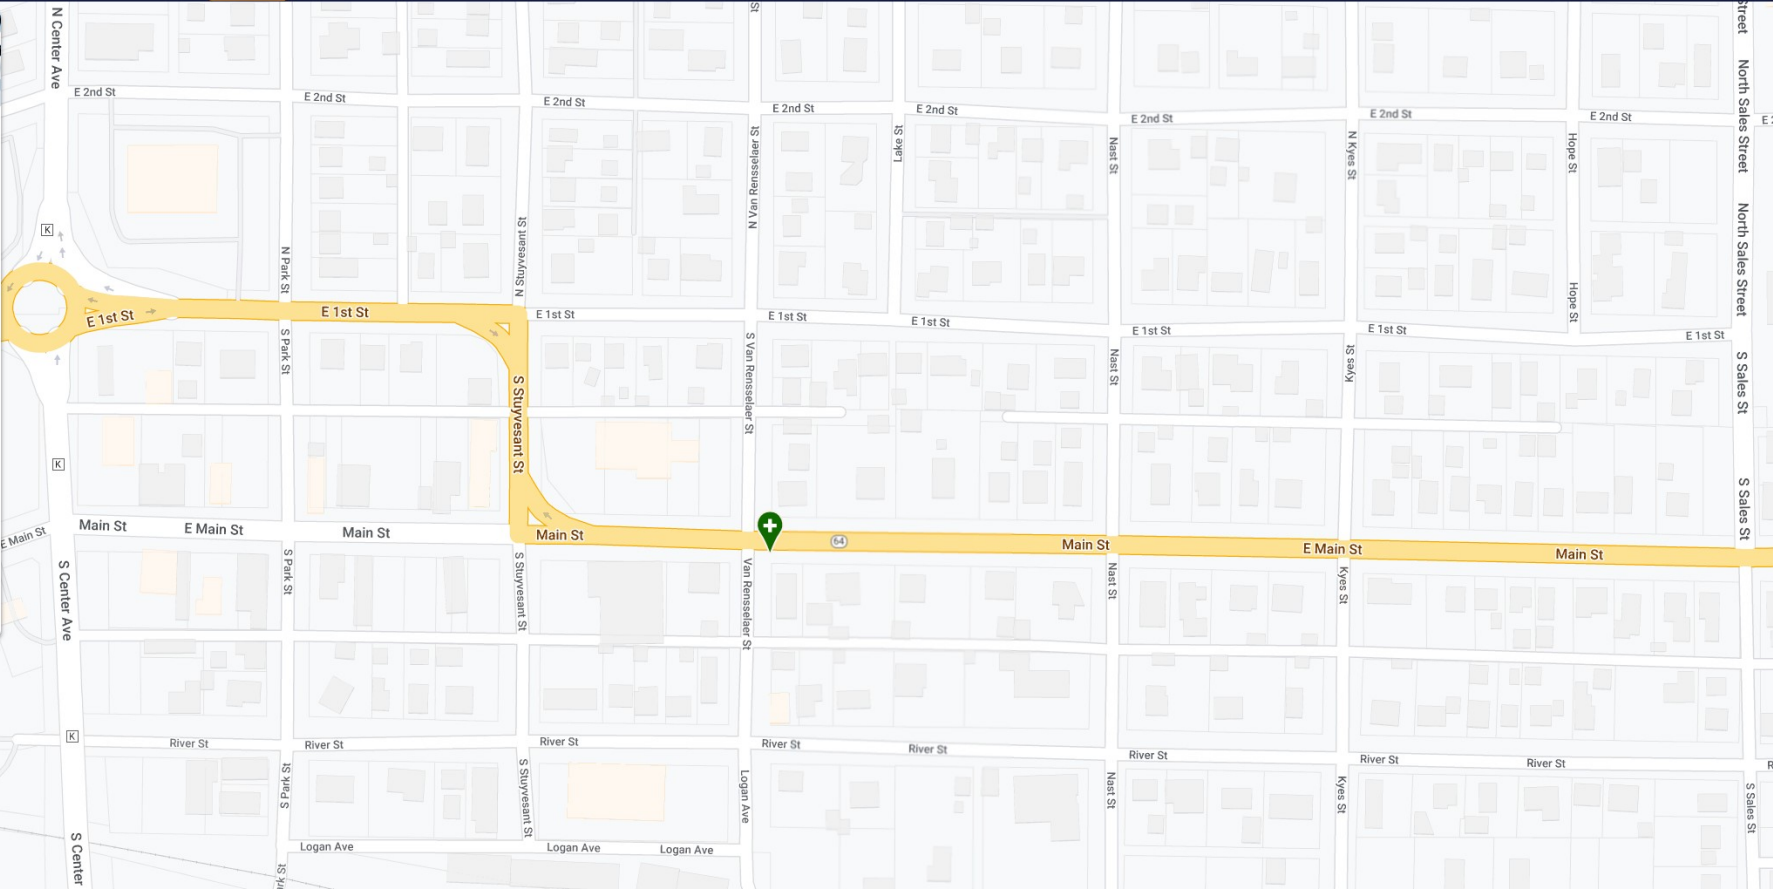 N Center Ave
St
Street
E 2nd St
E 2nd St
E 2nd St
E 2nd St
E 2nd St
E 2nd St
E 2nd St
E 2nd St
North Sales Street
N Van Rensselaer St
Lake St
Nast St
N Kyes St
Hope St
K
N Park St
N Stuyvesant St
North Sales Street
Hope St
E 1st St
E 1st St
E 1st St
E 1st St
E 1st St
E 1st St
E 1st St
E 1st St
S Park St
S Van Rensselaer St
Nast St
Kyes St
S Sales St
S Stuyvesant St
K
S Sales St
E Main St
Main St
E Main St
Main St
Main St
64
Main St
E Main St
Main St
S Center Ave
S Park St
S Stuyvesant St
Van Rensselaer St
Nast St
Kyes St
K
River St
River St
River St
River St
River St
River St
River St
River St
S Park St
S Stuyvesant St
Logan Ave
Nast St
Kyes St
S Sales St
S Center
Logan Ave
Logan Ave
Logan Ave